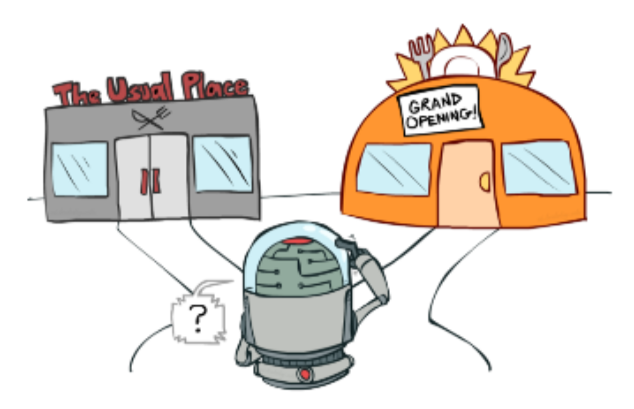 The Usual Place
GRAND
OPENING!
?